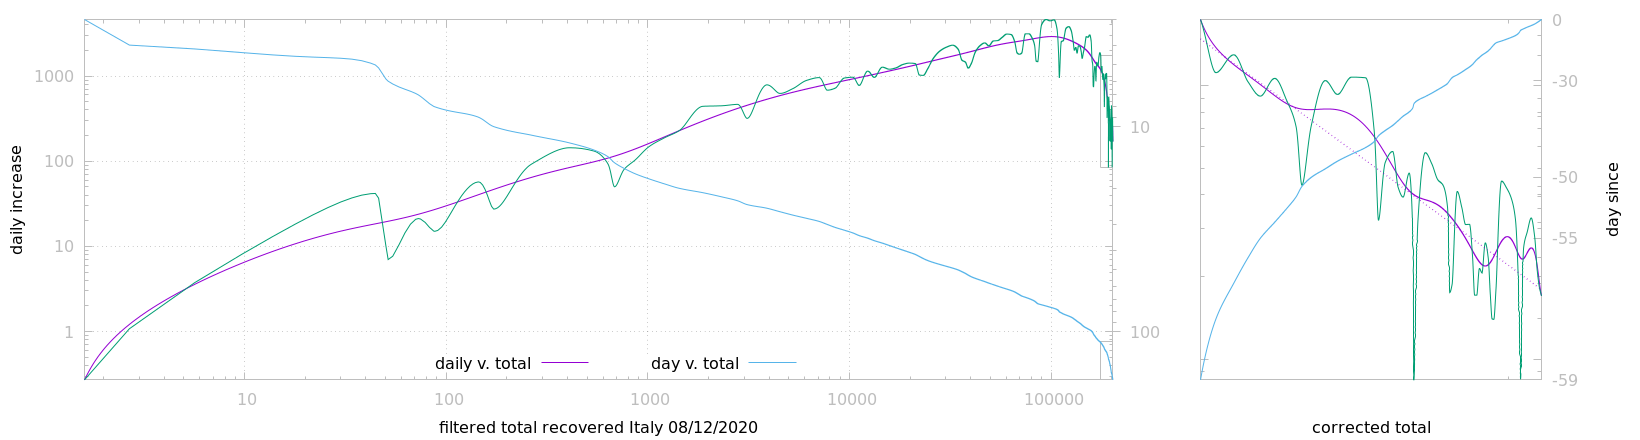 daily increase
1000
100
10
1
10
100
1000
10000
100000
10
100
daily v. total
day v. total
filtered total recovered Italy 08/12/2020
0
-30
-50
-55
-59
day since
corrected total